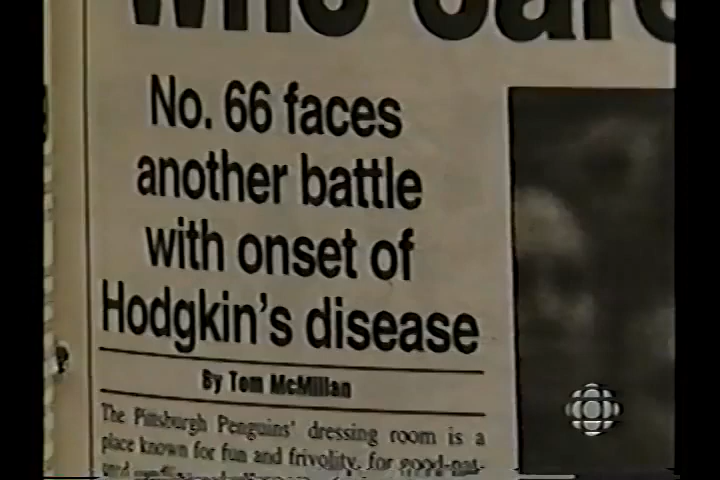 No. 66 faces
another battle
with onset of
Hodgkin's disease
By Tom McMillan
The Pittsburgh Penguins' dressing room is a
place known for fun and frivolity, for good-nat-